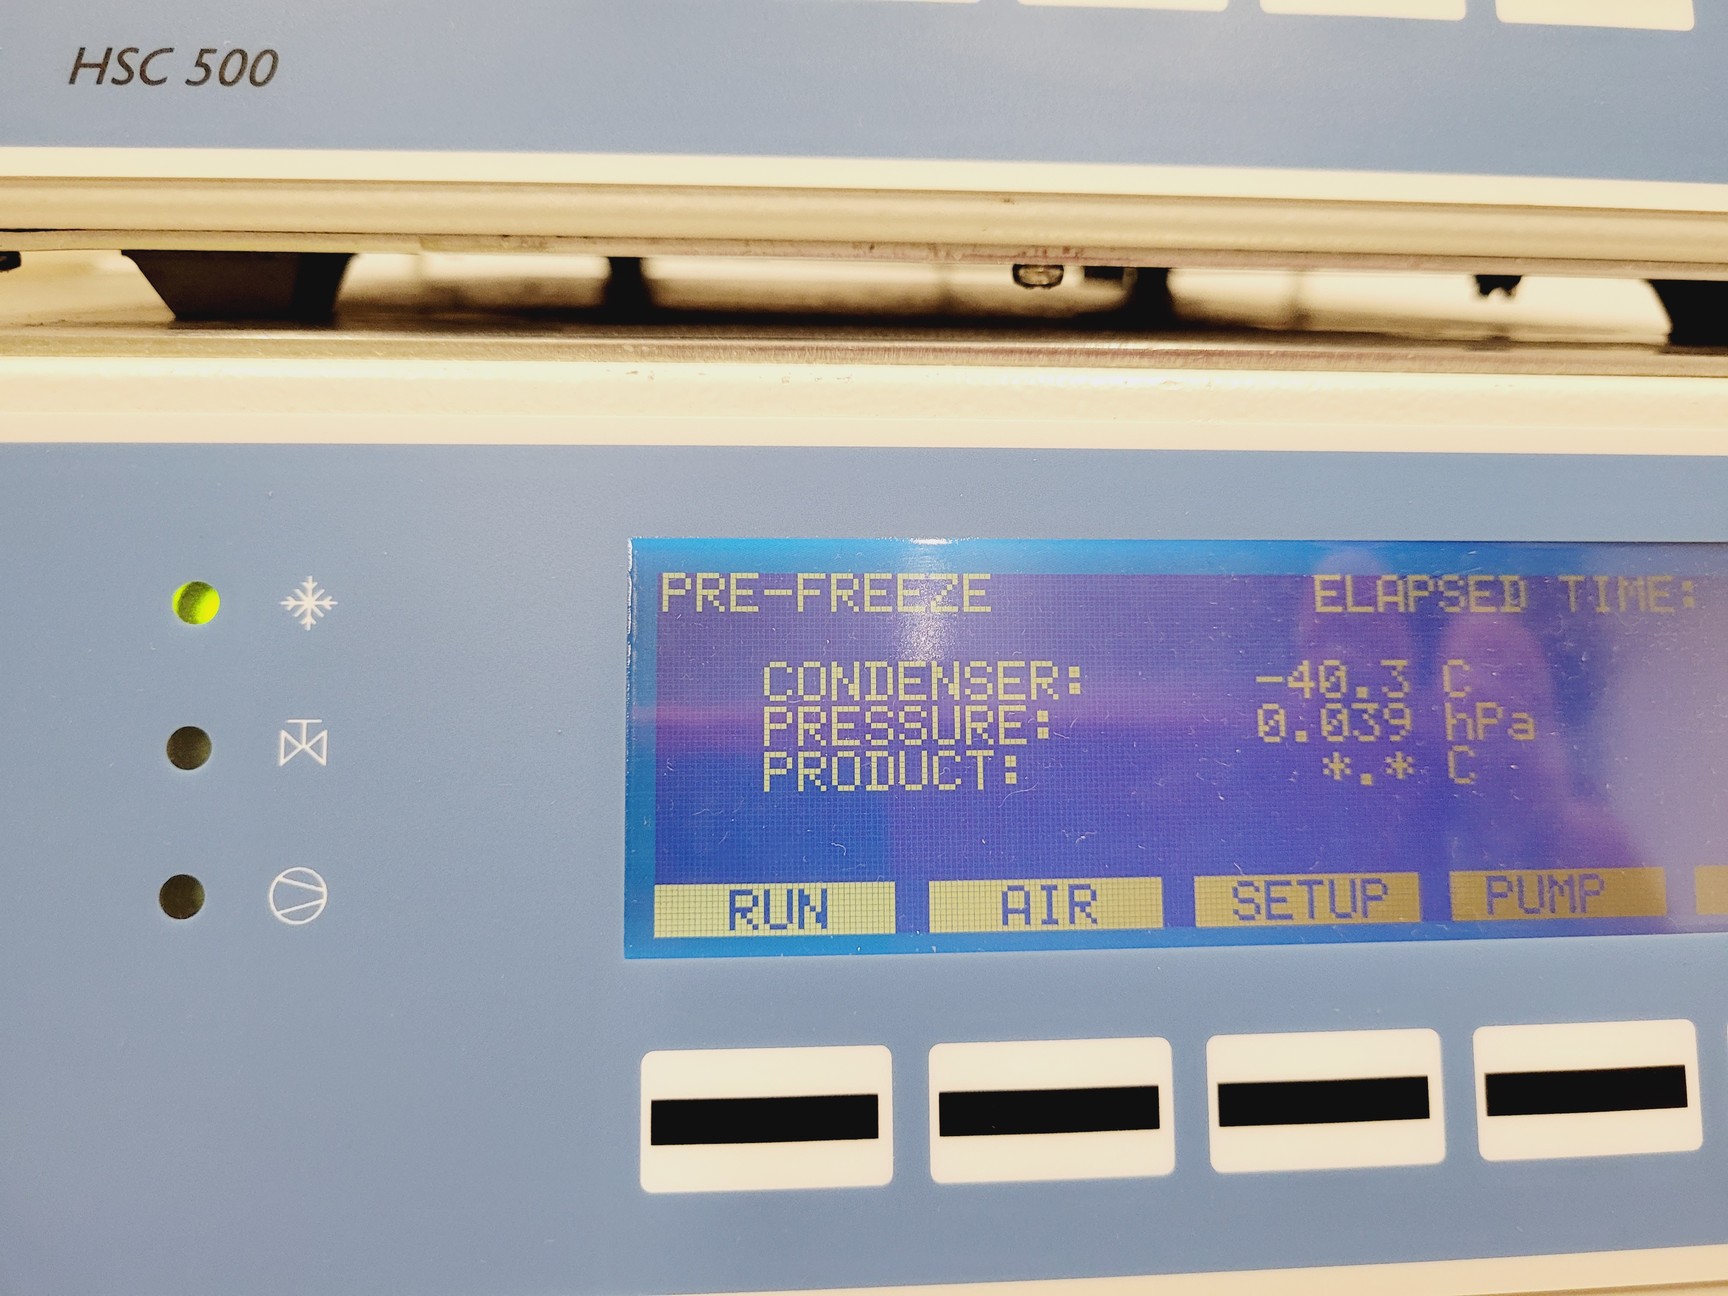 HSC 500
PRE-FREEZE ELAPSED TIME:
CONDENSER: -40.3 C
PRESSURE: 0.039 hPa
PRODUCT: *.* C
RUN AIR SETUP PUMP